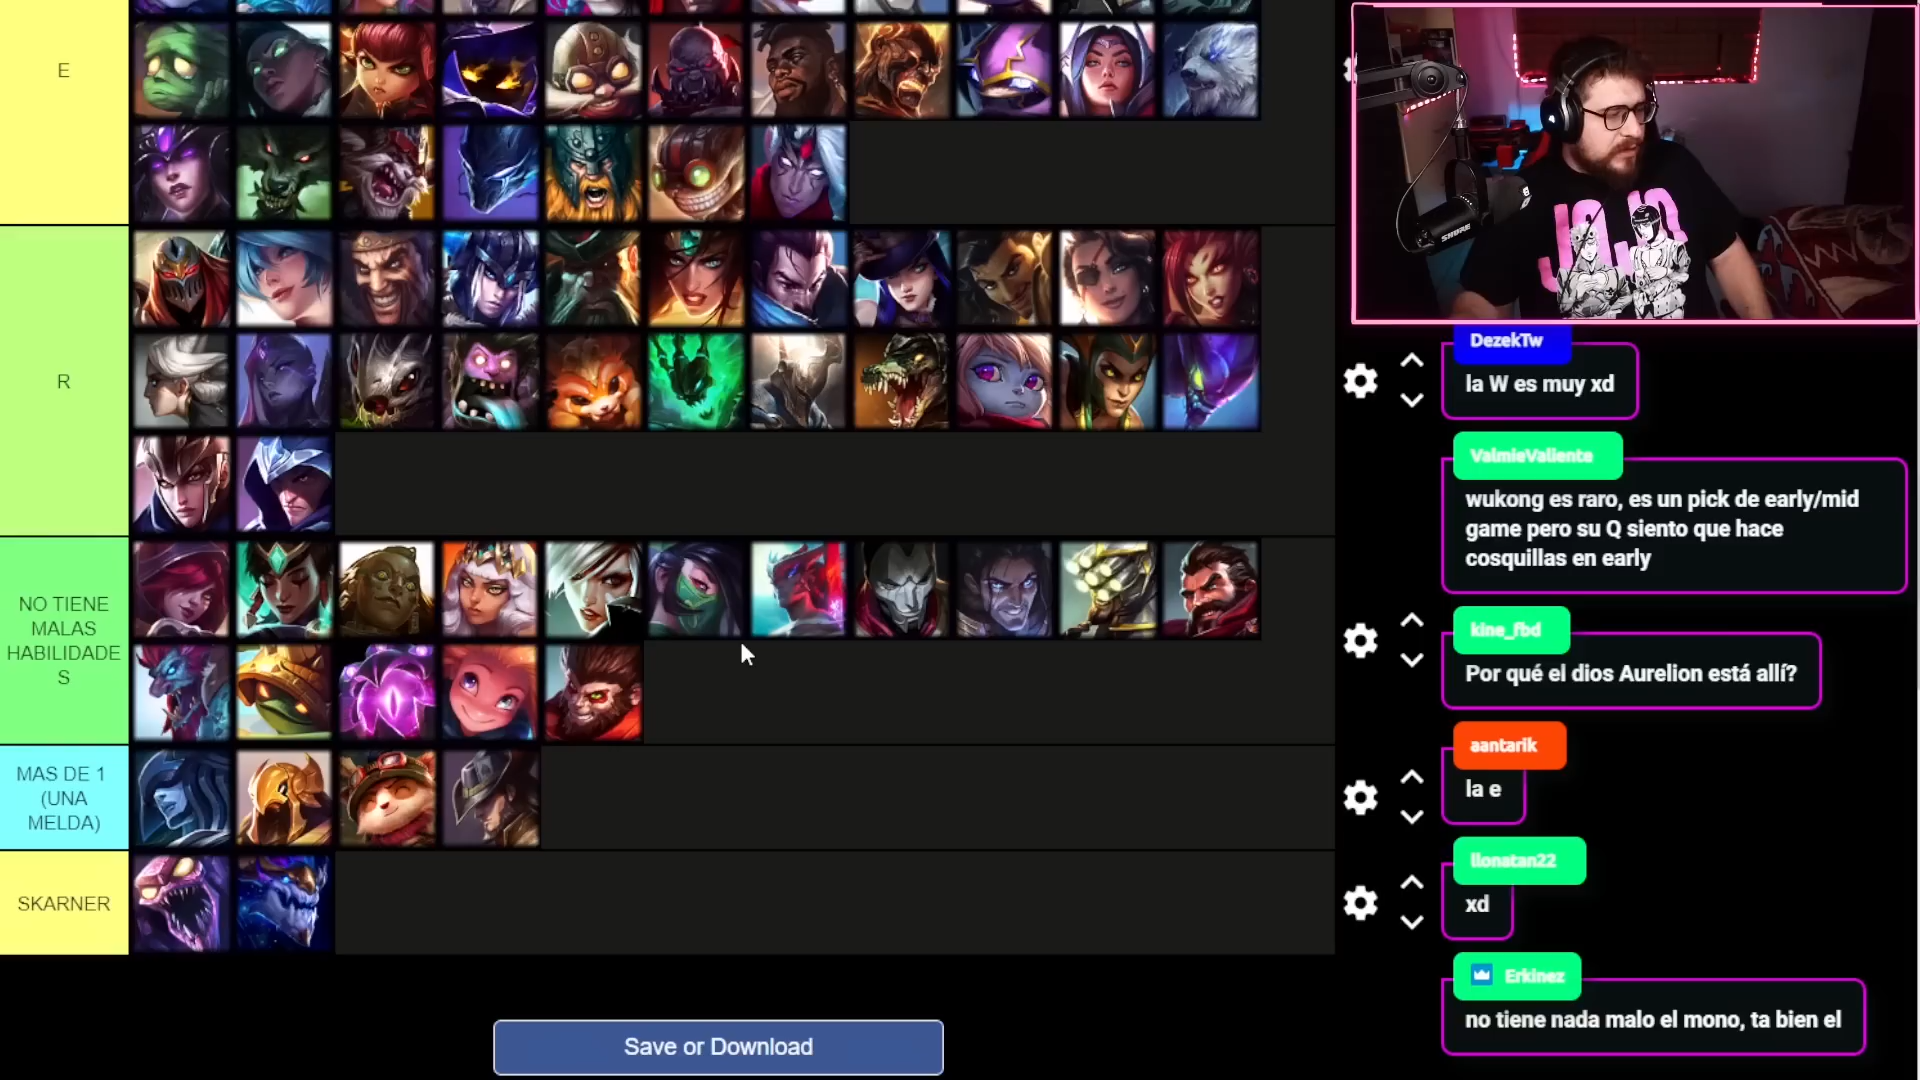 E
R
NO TIENE
MALAS
HABILIDADE
S
MAS DE 1
(UNA
MELDA)
SKARNER
Save or Download
SHURE
JOJO
DezekTw
la W es muy xd
ValmieValiente
wukong es raro, es un pick de early/mid
game pero su Q siento que hace
cosquillas en early
kine_fbd
Por qué el dios Aurelion está allí?
aantarik
la e
llonatan22
xd
Erkinez
no tiene nada malo el mono, ta bien el